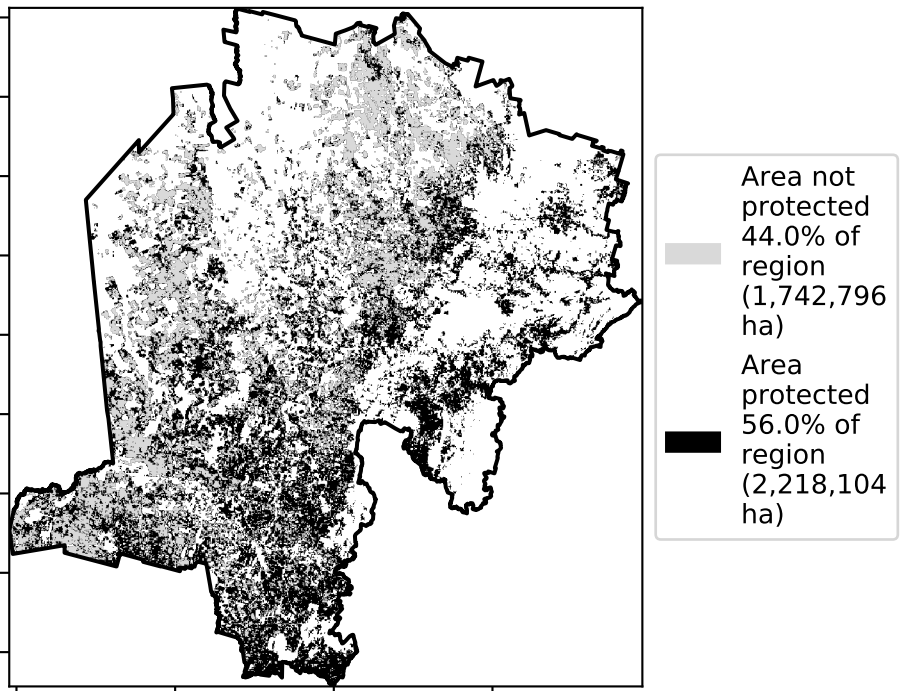 Area not
protected
44.0% of
region
(1,742,796
ha)
Area
protected
56.0% of
region
(2,218,104
ha)